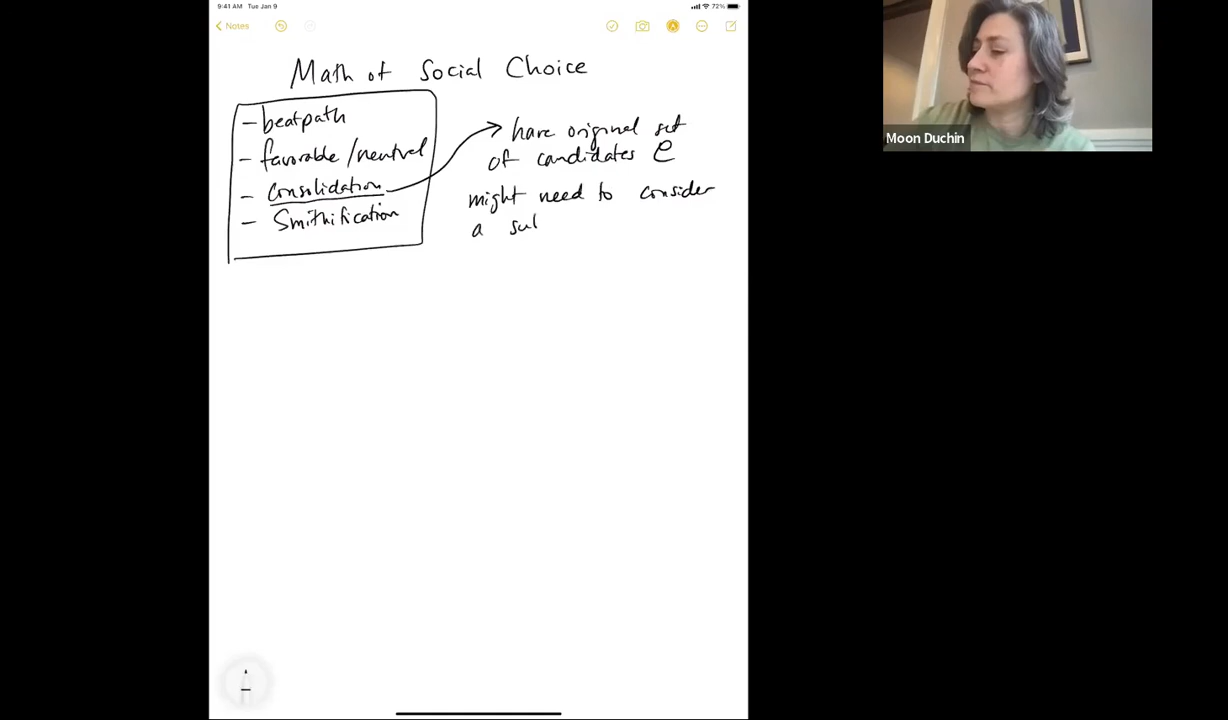 9:41 AM Tue Jan 9
72%
Notes
Math of Social Choice
- beatpath
- favorable/neutral
- Consolidation
- Smithification
have original set
of candidates C
might need to consider
a sub
Moon Duchin